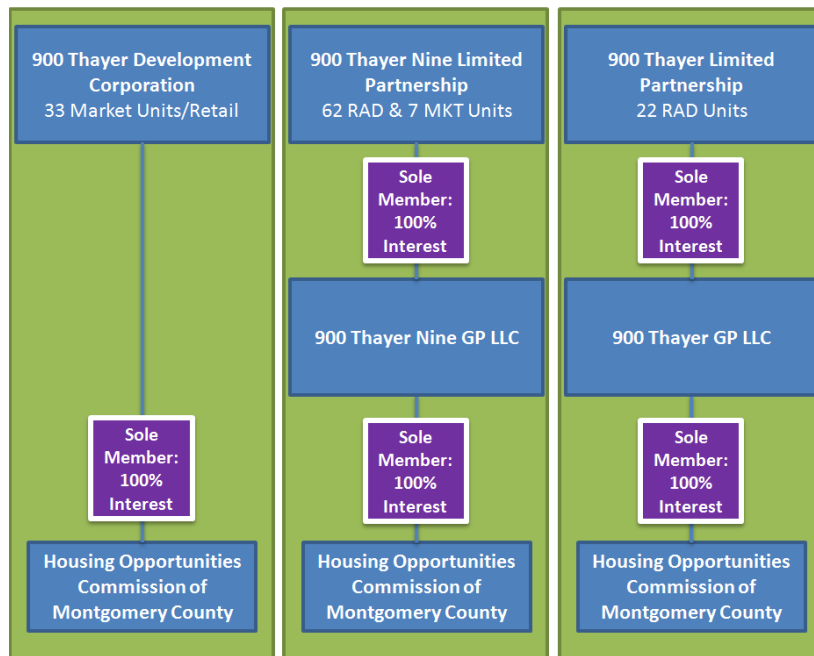 900 Thayer Development
Corporation
33 Market Units/Retail
Sole
Member:
100%
Interest
Housing Opportunities
Commission of
Montgomery County
900 Thayer Nine Limited
Partnership
62 RAD & 7 MKT Units
Sole
Member:
100%
Interest
900 Thayer Nine GP LLC
Sole
Member:
100%
Interest
Housing Opportunities
Commission of
Montgomery County
900 Thayer Limited
Partnership
22 RAD Units
Sole
Member:
100%
Interest
900 Thayer GP LLC
Sole
Member:
100%
Interest
Housing Opportunities
Commission of
Montgomery County